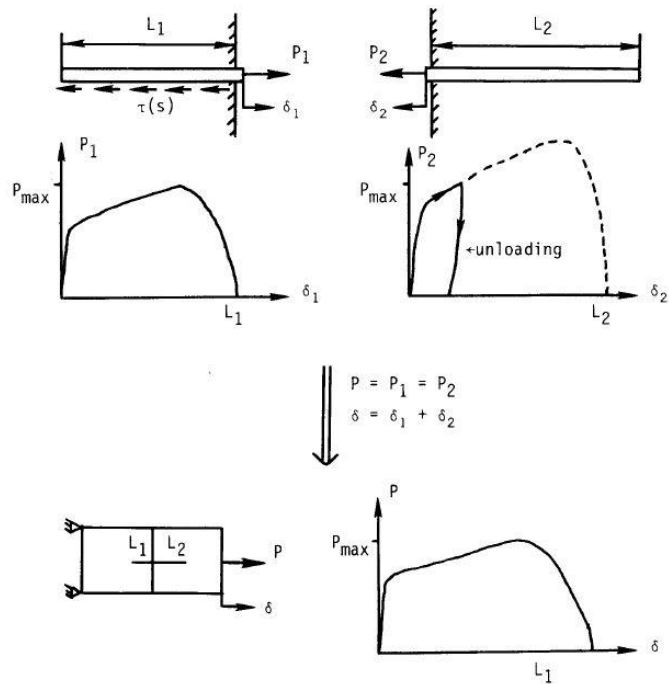 L₁
P₁
τ(s)
δ₁
L₂
P₂
δ₂
P₁
Pmax
δ₁
L₁
P₂
Pmax
←unloading
δ₂
L₂
P = P₁ = P₂
δ = δ₁ + δ₂
L₁ L₂
P
δ
P
Pmax
δ
L₁